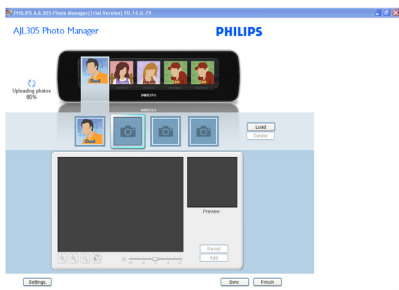 PHILIPS AJL305 Photo Manager(Trial Version) V0.14.0.79
AJL305 Photo Manager
PHILIPS
Uploading photos
80%
Dad
PHILIPS
Dad
Load
Delete
Preview
Reset
Add
Settings
Sync
Finish